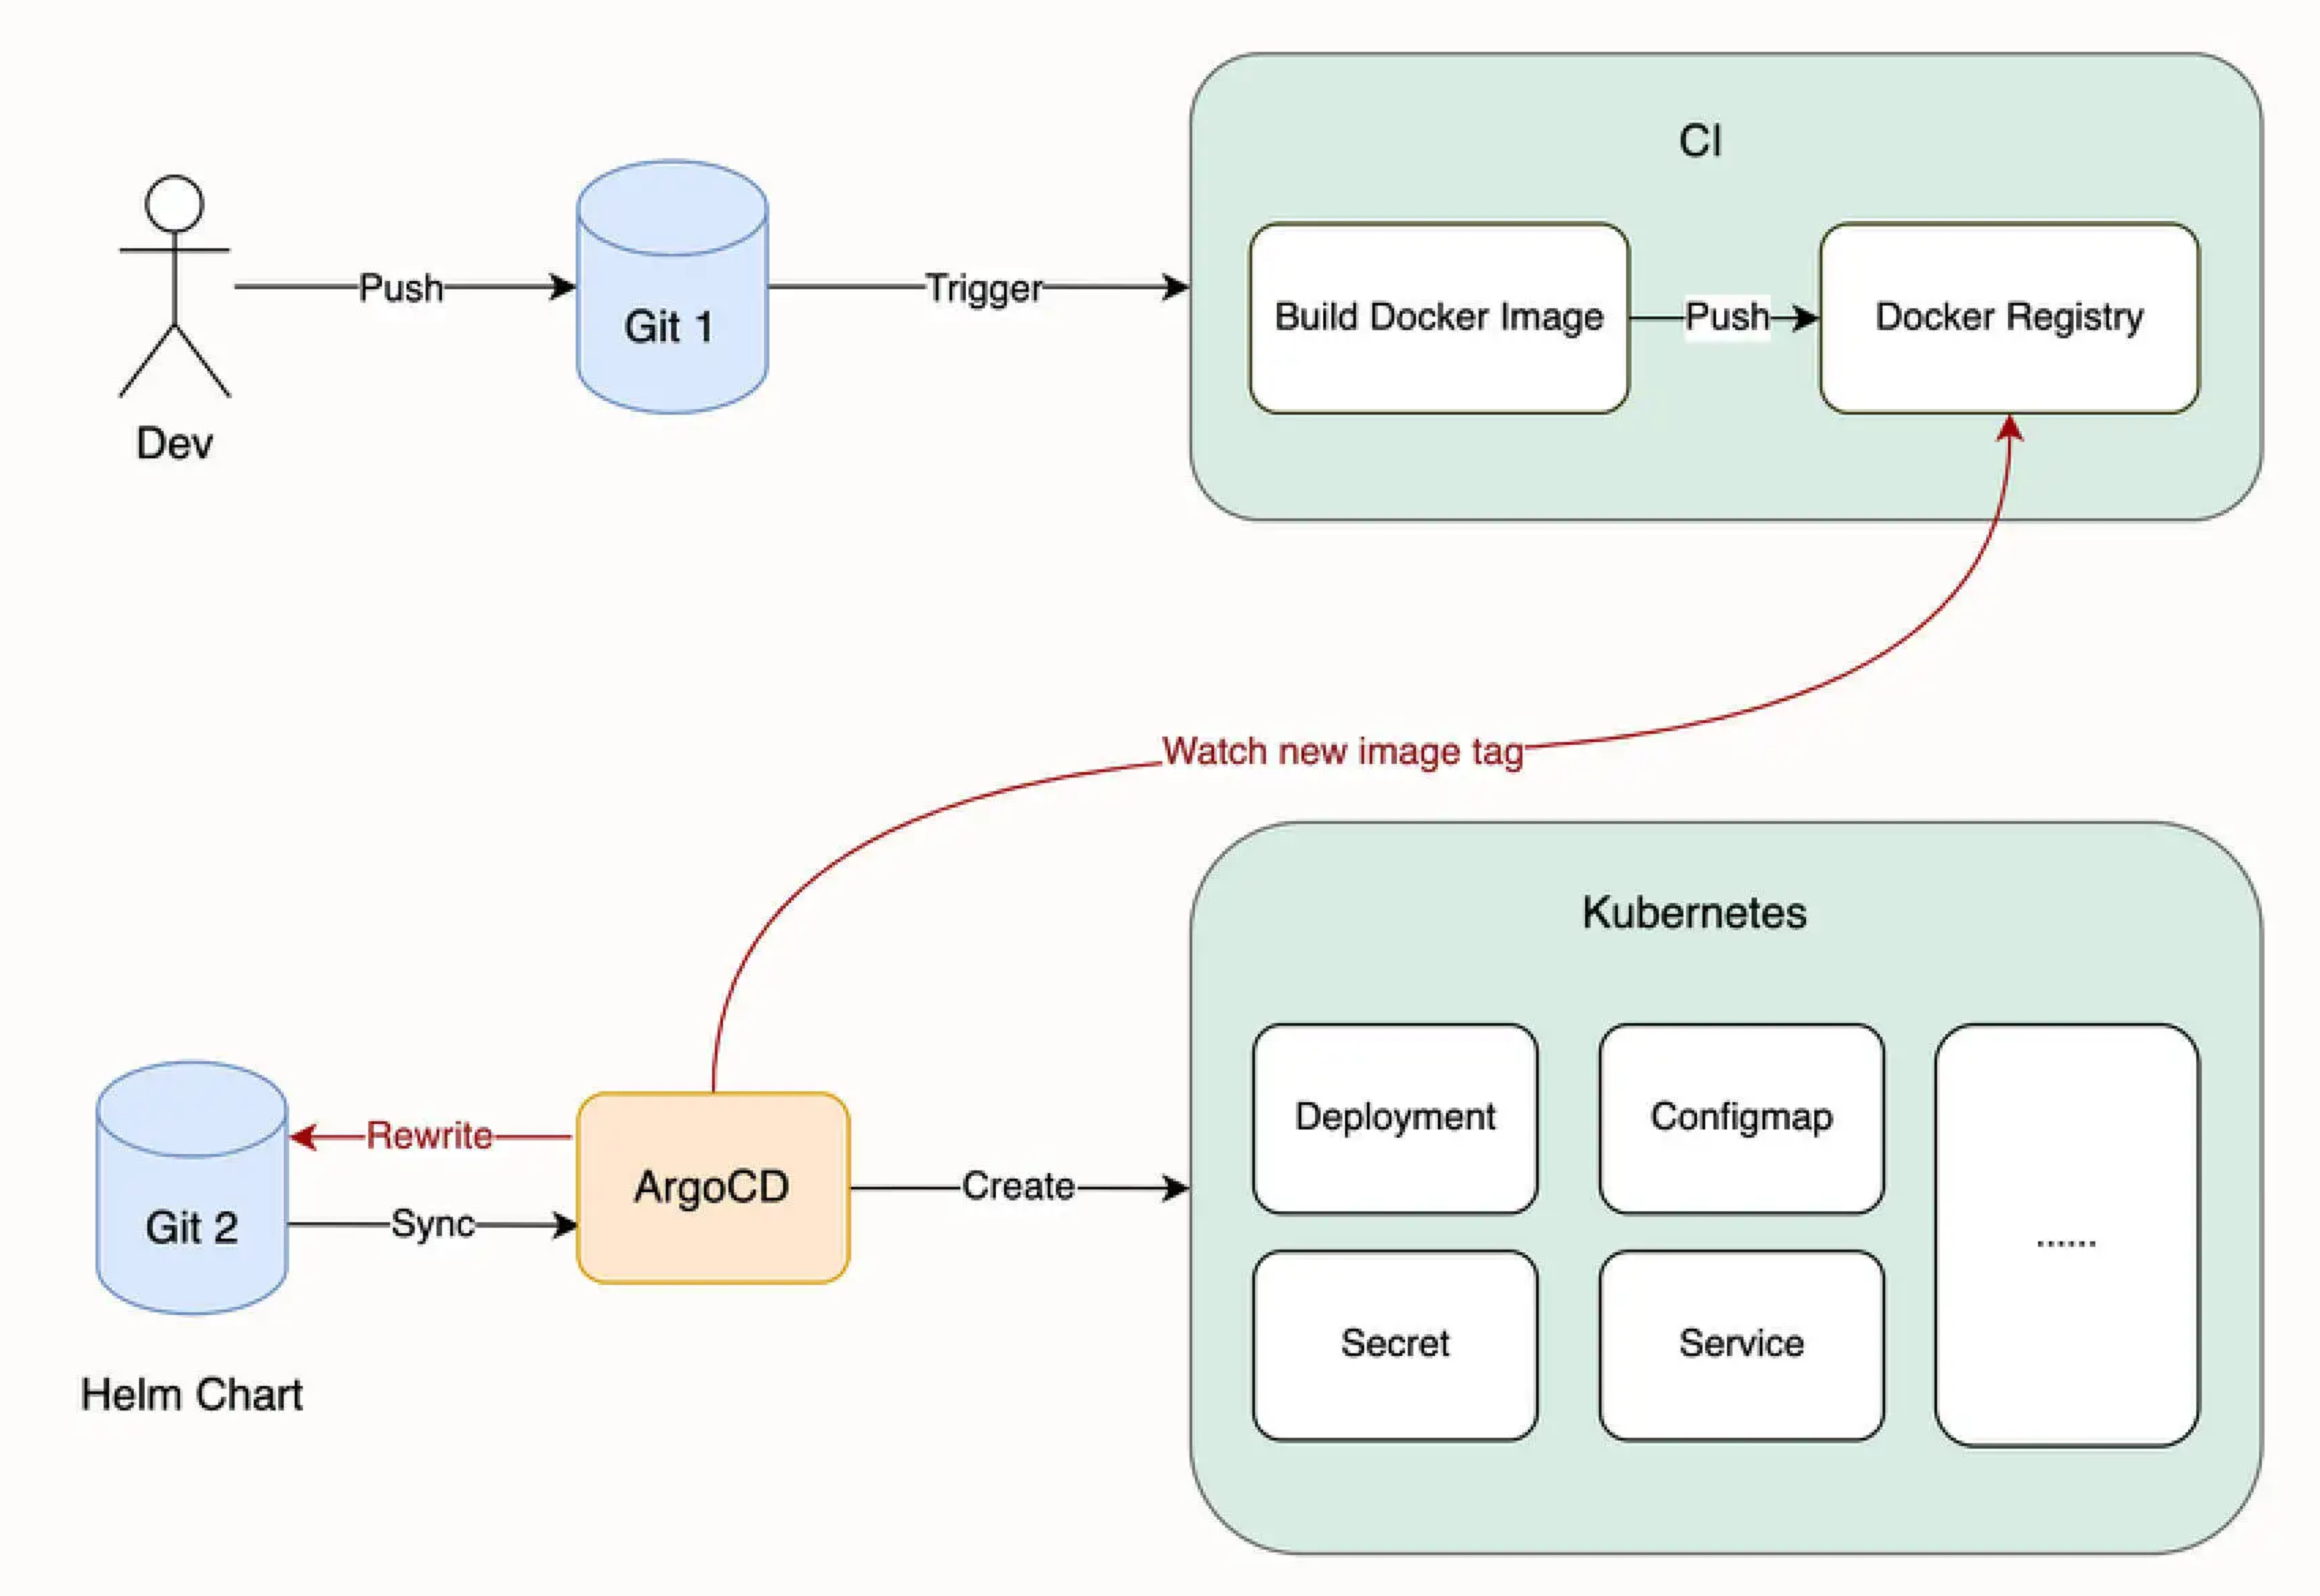 CI
Push
Git 1
Trigger
Build Docker Image
Push
Docker Registry
Dev
Watch new image tag
Kubernetes
Deployment
Configmap
Rewrite
ArgoCD
Create
Git 2
Sync
......
Secret
Service
Helm Chart